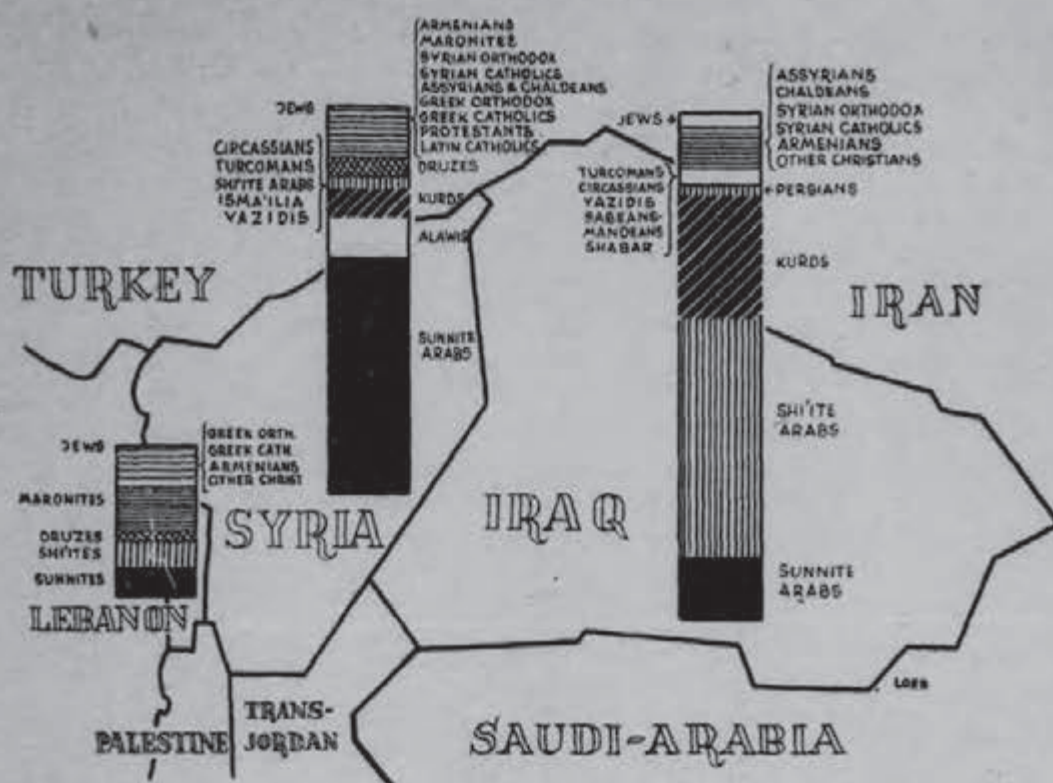 ARMENIANS
MARONITES
SYRIAN ORTHODOX
SYRIAN CATHOLICS
ASSYRIANS & CHALDEANS
GREEK ORTHODOX
GREEK CATHOLICS
PROTESTANTS
LATIN CATHOLICS
JEWS
CIRCASSIANS
TURCOMANS
SHI'ITE ARABS
ISMA'ILIA
YAZIDIS
DRUZES
KURDS
ALAWIS
SUNNITE
ARABS
ASSYRIANS
CHALDEANS
SYRIAN ORTHODOX
SYRIAN CATHOLICS
ARMENIANS
OTHER CHRISTIANS
JEWS
TURCOMANS
CIRCASSIANS
YAZIDIS
SABEANS-
MANDEANS
SHABAK
PERSIANS
KURDS
SHI'ITE
ARABS
SUNNITE
ARABS
TURKEY
IRAN
JEWS
GREEK ORTH.
GREEK CATH.
ARMENIANS
OTHER CHRIST
MARONITES
DRUZES
SHI'ITES
SUNNITES
LEBANON
SYRIA
IRAQ
PALESTINE
TRANS-
JORDAN
SAUDI-ARABIA
LOEB